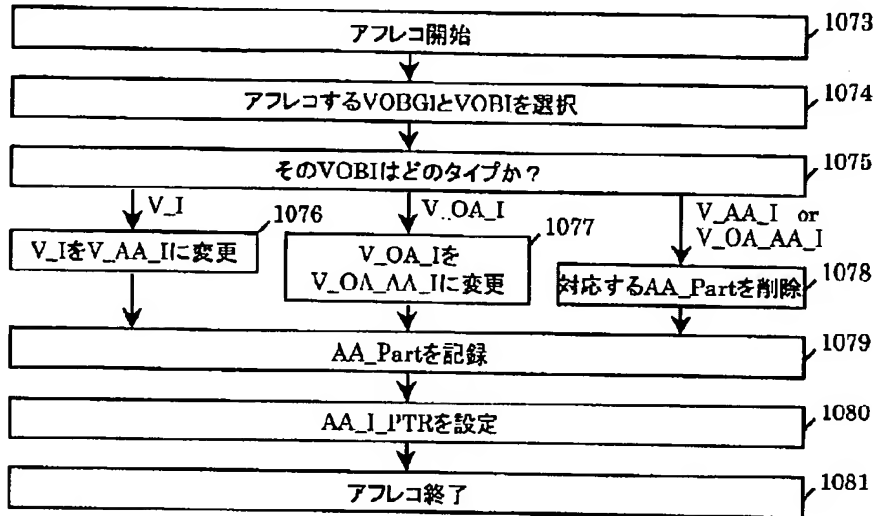 アフレコ開始
1073
アフレコするVOBGIとVOBIを選択
1074
そのVOBIはどのタイプか？
1075
V_I
V_OA_I
V_AA_I or
V_OA_AA_I
1076
V_IをV_AA_Iに変更
1077
V_OA_Iを
V_OA_AA_Iに変更
1078
対応するAA_Partを削除
AA_Partを記録
1079
AA_I_PTRを設定
1080
アフレコ終了
1081